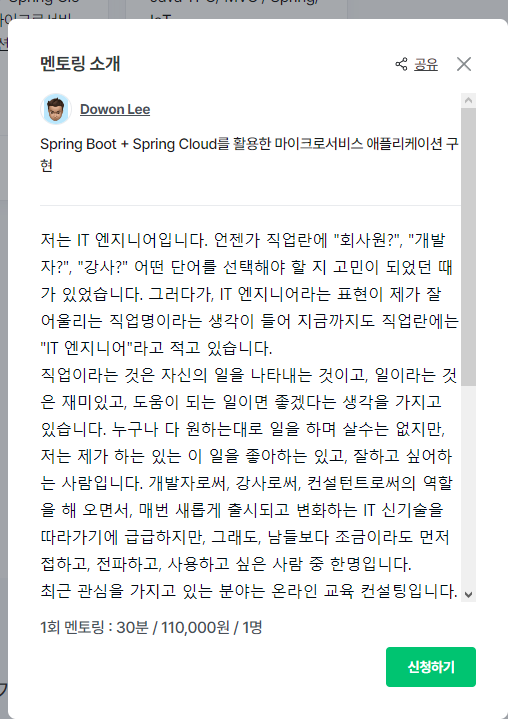 Java TPC/ MVC / Spring,
멘토링 소개
공유
Dowon Lee
Spring Boot + Spring Cloud를 활용한 마이크로서비스 애플리케이션 구
현
저는 IT 엔지니어입니다. 언젠가 직업란에 "회사원?", "개발
자?", "강사?" 어떤 단어를 선택해야 할 지 고민이 되었던 때
가 있었습니다. 그러다가, IT 엔지니어라는 표현이 제가 잘
어울리는 직업명이라는 생각이 들어 지금까지도 직업란에는
"IT 엔지니어"라고 적고 있습니다.
직업이라는 것은 자신의 일을 나타내는 것이고, 일이라는 것
은 재미있고, 도움이 되는 일이면 좋겠다는 생각을 가지고
있습니다. 누구나 다 원하는대로 일을 하며 살수는 없지만,
저는 제가 하는 있는 이 일을 좋아하는 있고, 잘하고 싶어하
는 사람입니다. 개발자로써, 강사로써, 컨설턴트로써의 역할
을 해 오면서, 매번 새롭게 출시되고 변화하는 IT 신기술을
따라가기에 급급하지만, 그래도, 남들보다 조금이라도 먼저
접하고, 전파하고, 사용하고 싶은 사람 중 한명입니다.
최근 관심을 가지고 있는 분야는 온라인 교육 컨설팅입니다.
1회 멘토링 : 30분 / 110,000원 / 1명
신청하기